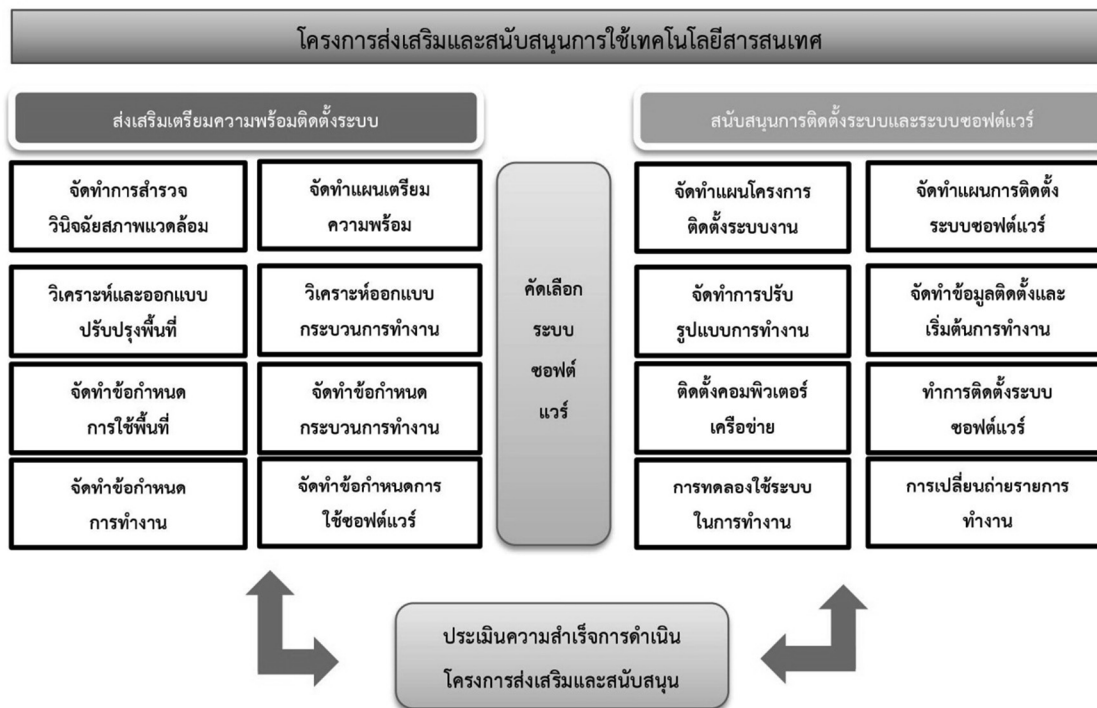 โครงการส่งเสริมและสนับสนุนการใช้เทคโนโลยีสารสนเทศ
ส่งเสริมเตรียมความพร้อมติดตั้งระบบ
จัดทำการสำรวจ
วินิจฉัยสภาพแวดล้อม
จัดทำแผนเตรียม
ความพร้อม
วิเคราะห์และออกแบบ
ปรับปรุงพื้นที่
วิเคราะห์ออกแบบ
กระบวนการทำงาน
จัดทำข้อกำหนด
การใช้พื้นที่
จัดทำข้อกำหนด
กระบวนการทำงาน
จัดทำข้อกำหนด
การทำงาน
จัดทำข้อกำหนดการ
ใช้ซอฟต์แวร์
คัดเลือก
ระบบ
ซอฟต์
แวร์
สนับสนุนการติดตั้งระบบและระบบซอฟต์แวร์
จัดทำแผนโครงการ
ติดตั้งระบบงาน
จัดทำแผนการติดตั้ง
ระบบซอฟต์แวร์
จัดทำการปรับ
รูปแบบการทำงาน
จัดทำข้อมูลติดตั้งและ
เริ่มต้นการทำงาน
ติดตั้งคอมพิวเตอร์
เครือข่าย
ทำการติดตั้งระบบ
ซอฟต์แวร์
การทดลองใช้ระบบ
ในการทำงาน
การเปลี่ยนถ่ายรายการ
ทำงาน
ประเมินความสำเร็จการดำเนิน
โครงการส่งเสริมและสนับสนุน